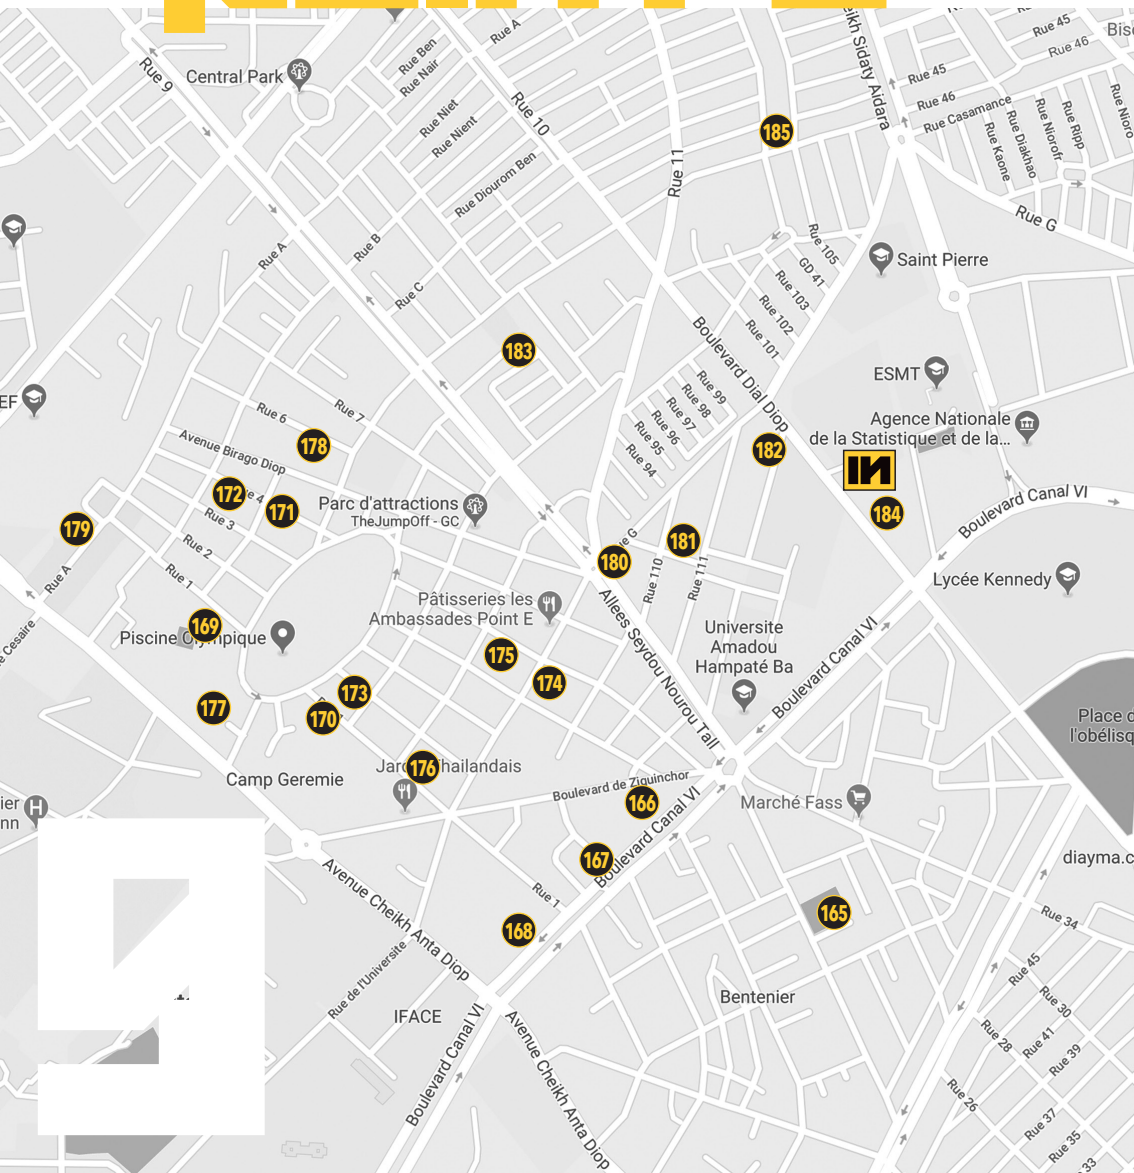 Rue 9
Central Park
Rue Ben
Rue Nair
Rue A
Rue Niet
Rue Nient
Rue 10
Rue Diourom Ben
Rue 11
185
Rue 45
Rue 46
Rue 45
Rue 46
Rue Casamance
Rue Kaone
Rue Diakhao
Rue Niorofr
Rue Ripp
Rue G
Rue A
Rue B
Rue C
Rue 105
GD 41
Rue 103
Rue 102
Rue 101
Saint Pierre
183
Boulevard Dial Diop
ESMT
EF
Rue 6
Rue 7
178
Avenue Birago Diop
Rue 99
Rue 98
Rue 97
Rue 96
Rue 95
Rue 94
Agence Nationale
de la Statistique et de la...
182
IN
184
172
171
Rue 3
Rue 2
Rue 1
179
Rue A
Parc d'attractions
TheJumpOff - GC
Boulevard Canal VI
181
180
Rue 110
Rue 111
Lycée Kennedy
Pâtisseries les
Ambassades Point E
Allees Seydou Nourou Tall
169
Piscine Olympique
175
174
Universite
Amadou
Hampaté Ba
Boulevard Canal VI
177
173
170
176
Camp Geremie
Boulevard de Ziguinchor
166
167
Boulevard Canal VI
Marché Fass
Place d
l'obélisq
diayma.c
H
Avenue Cheikh Anta Diop
Rue 1
168
165
Rue 34
Rue de l'Universite
IFACE
Bentenier
Rue 45
Rue 30
Rue 28
Rue 41
Rue 39
Rue 26
Rue 37
Rue 35
Boulevard Canal VI
Avenue Cheikh Anta Diop